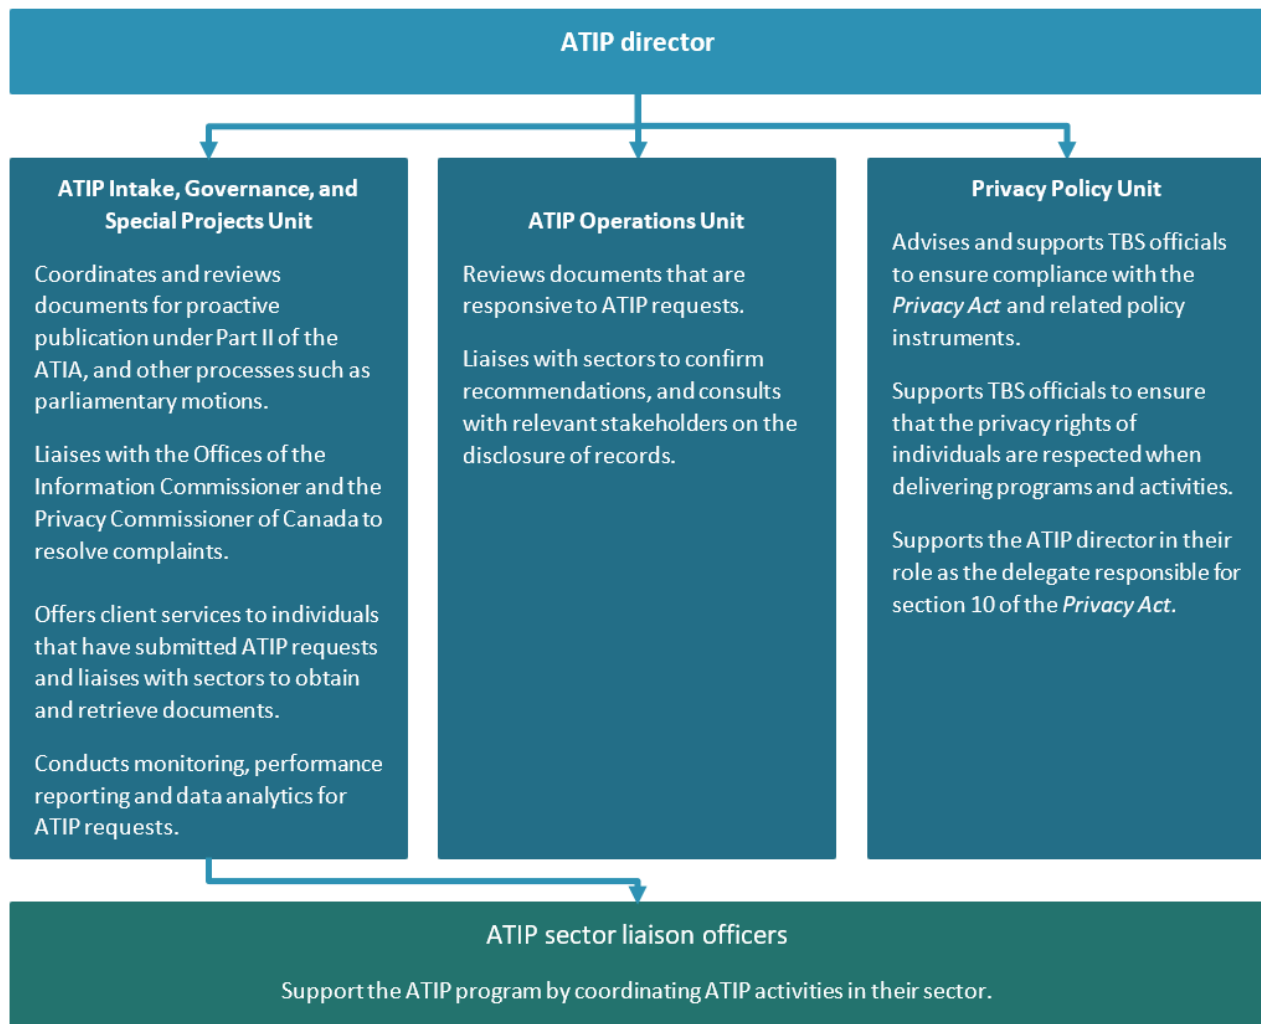 ATIP director
ATIP Intake, Governance, and
Special Projects Unit
Coordinates and reviews
documents for proactive
publication under Part II of the
ATIA, and other processes such as
parliamentary motions.
Liaises with the Offices of the
Information Commissioner and the
Privacy Commissioner of Canada to
resolve complaints.
Offers client services to individuals
that have submitted ATIP requests
and liaises with sectors to obtain
and retrieve documents.
Conducts monitoring, performance
reporting and data analytics for
ATIP requests.
ATIP Operations Unit
Reviews documents that are
responsive to ATIP requests.
Liaises with sectors to confirm
recommendations, and consults
with relevant stakeholders on the
disclosure of records.
Privacy Policy Unit
Advises and supports TBS officials
to ensure compliance with the
Privacy Act and related policy
instruments.
Supports TBS officials to ensure
that the privacy rights of
individuals are respected when
delivering programs and activities.
Supports the ATIP director in their
role as the delegate responsible for
section 10 of the Privacy Act.
ATIP sector liaison officers
Support the ATIP program by coordinating ATIP activities in their sector.